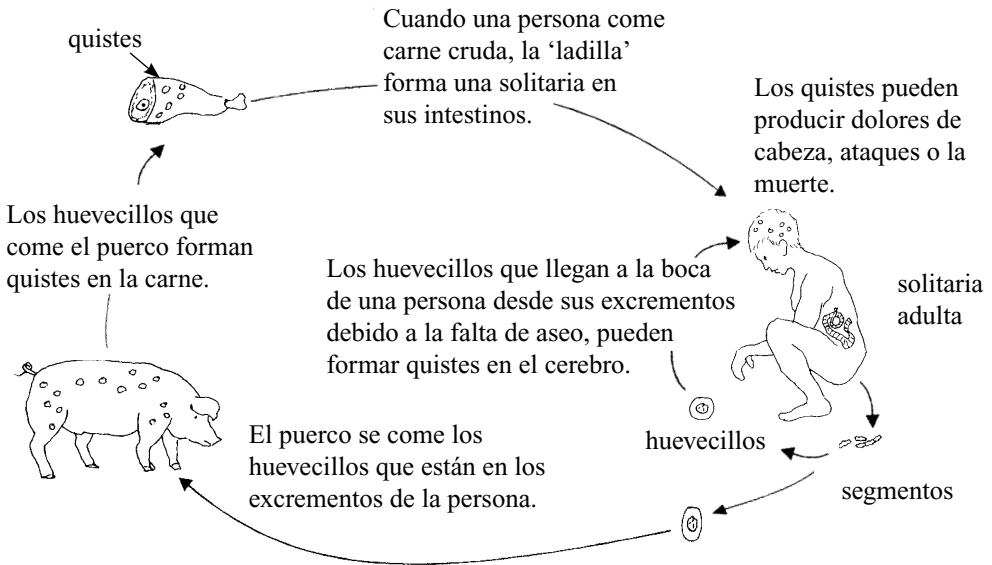 quistes
Cuando una persona come
carne cruda, la ‘ladilla’
forma una solitaria en
sus intestinos.
Los quistes pueden
producir dolores de
cabeza, ataques o la
muerte.
Los huevecillos que
come el puerco forman
quistes en la carne.
Los huevecillos que llegan a la boca
de una persona desde sus excrementos
debido a la falta de aseo, pueden
formar quistes en el cerebro.
solitaria
adulta
huevecillos
segmentos
El puerco se come los
huevecillos que están en los
excrementos de la persona.